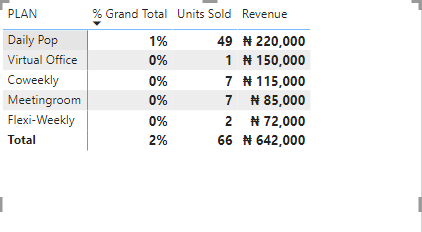 PLAN % Grand Total Units Sold Revenue
Daily Pop 1% 49 ₦ 220,000
Virtual Office 0% 1 ₦ 150,000
Coweekly 0% 7 ₦ 115,000
Meetingroom 0% 7 ₦ 85,000
Flexi-Weekly 0% 2 ₦ 72,000
Total 2% 66 ₦ 642,000